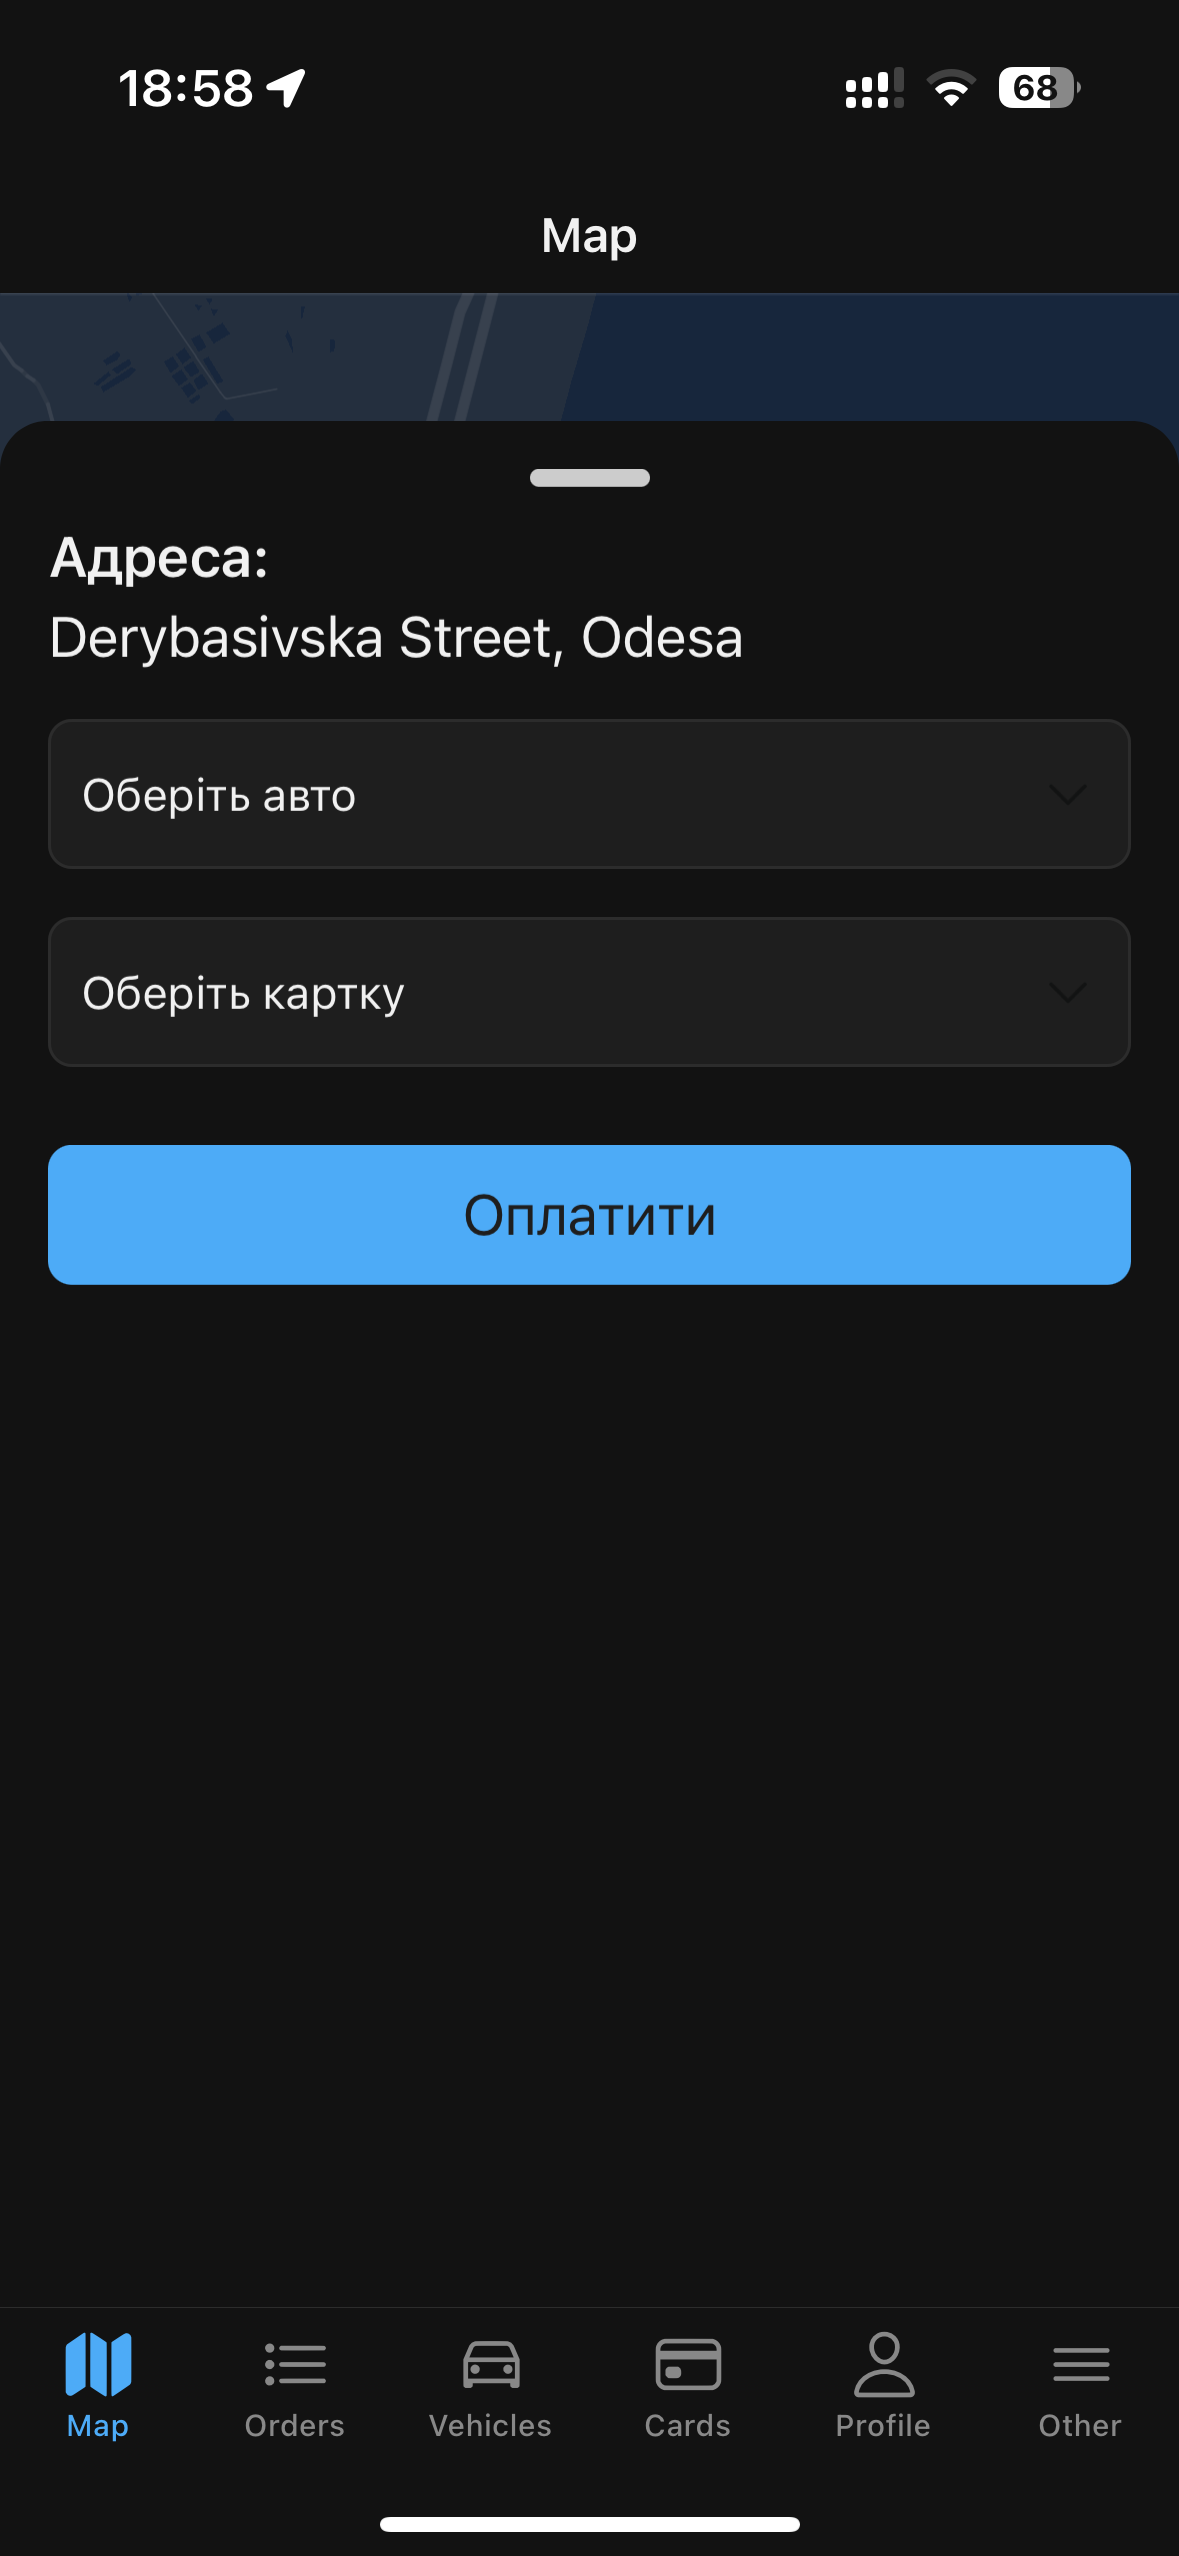 18:58
68
Map
Адреса:
Derybasivska Street, Odesa
Оберіть авто
Оберіть картку
Оплатити
Map
Orders
Vehicles
Cards
Profile
Other